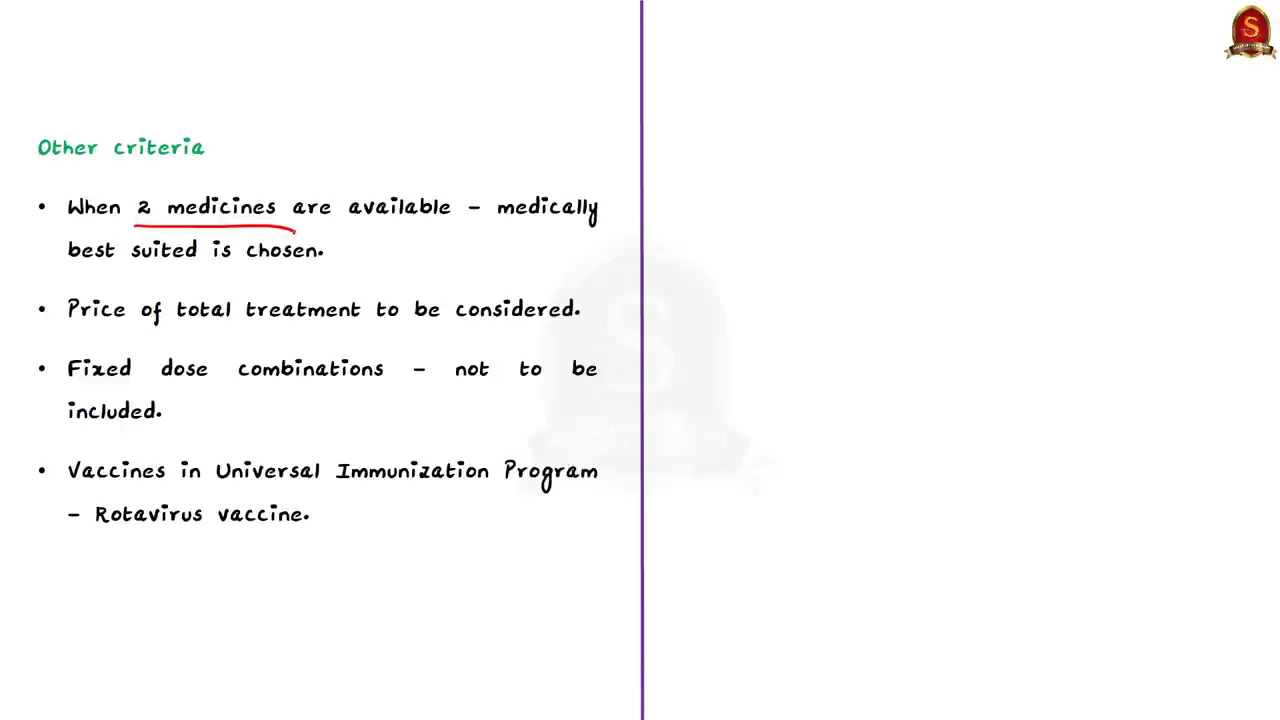 Other criteria
• When 2 medicines are available - medically
best suited is chosen.
• Price of total treatment to be considered.
• Fixed dose combinations - not to be
included.
• Vaccines in Universal Immunization Program
- Rotavirus vaccine.
S